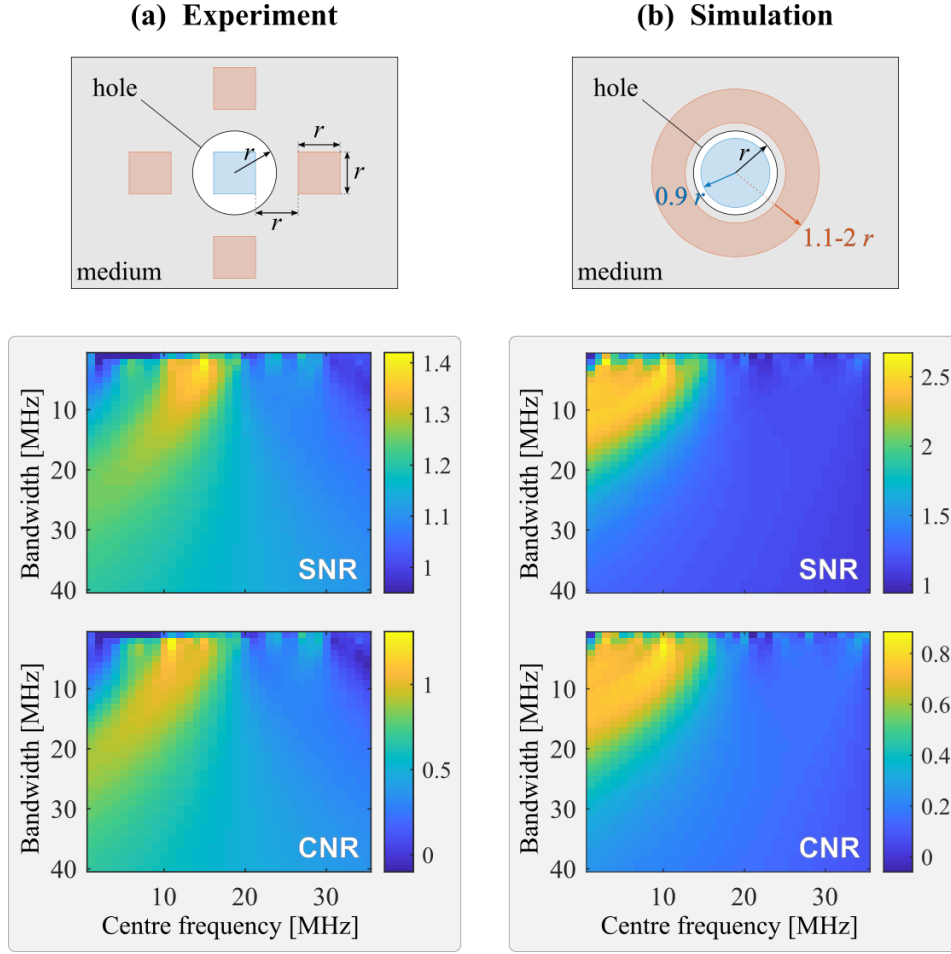 (a) Experiment
(b) Simulation
hole
r
r
r
r
medium
hole
r
0.9 r
1.1-2 r
medium
Bandwidth [MHz]
10
20
30
40
SNR
1.4
1.3
1.2
1.1
1
Bandwidth [MHz]
10
20
30
40
SNR
2.5
2
1.5
1
Bandwidth [MHz]
10
20
30
40
CNR
1
0.5
0
10
20
30
Centre frequency [MHz]
Bandwidth [MHz]
10
20
30
40
CNR
0.8
0.6
0.4
0.2
0
10
20
30
Centre frequency [MHz]